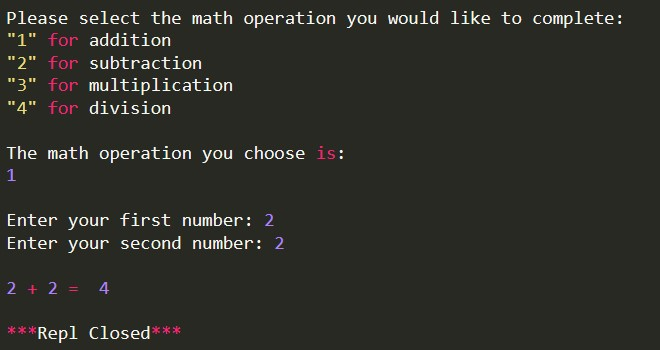 Please select the math operation you would like to complete:
"1" for addition
"2" for subtraction
"3" for multiplication
"4" for division
The math operation you choose is:
1
Enter your first number: 2
Enter your second number: 2
2 + 2 =  4
***Repl Closed***